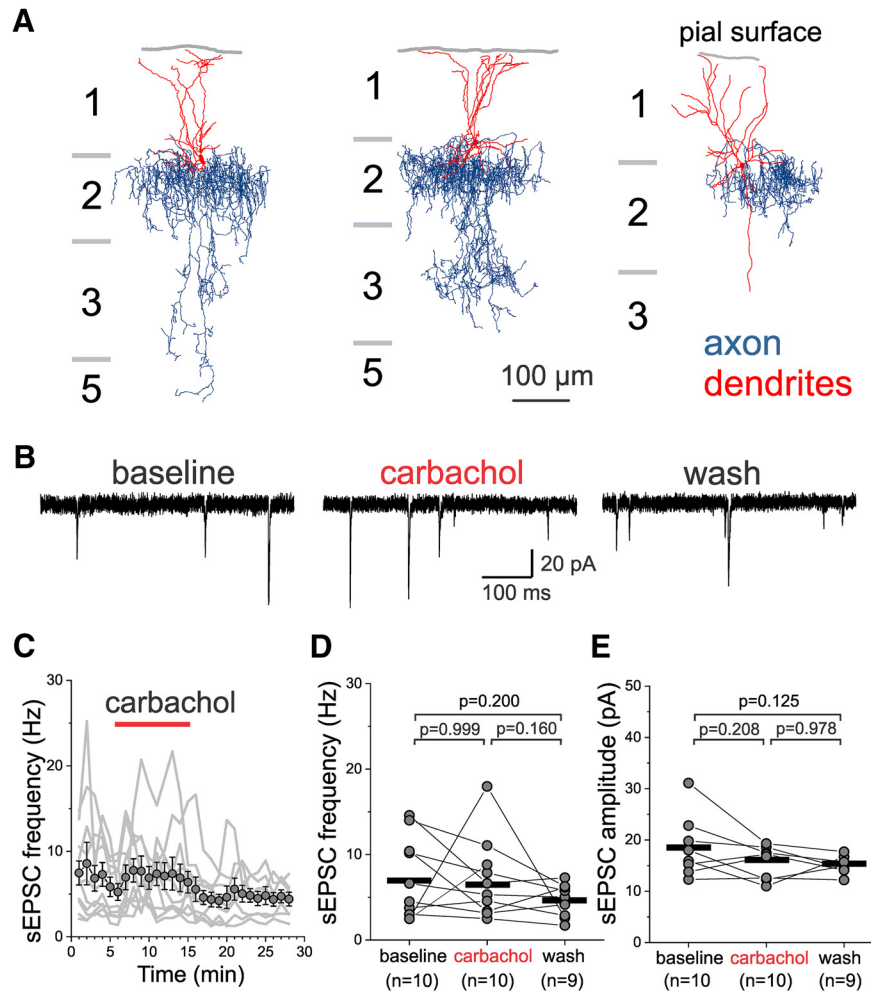 A
pial surface
1
2
3
5
1
2
3
5
1
2
3
100 µm
axon
dendrites
B
baseline
carbachol
wash
20 pA
100 ms
C
sEPSC frequency (Hz)
30
20
10
0
carbachol
0 5 10 15 20 25 30
Time (min)
D
sEPSC frequency (Hz)
30
20
10
0
p=0.200
p=0.999
p=0.160
baseline carbachol wash
(n=10) (n=10) (n=9)
E
sEPSC amplitude (pA)
50
40
30
20
10
0
p=0.125
p=0.208
p=0.978
baseline carbachol wash
(n=10 (n=10) (n=9)